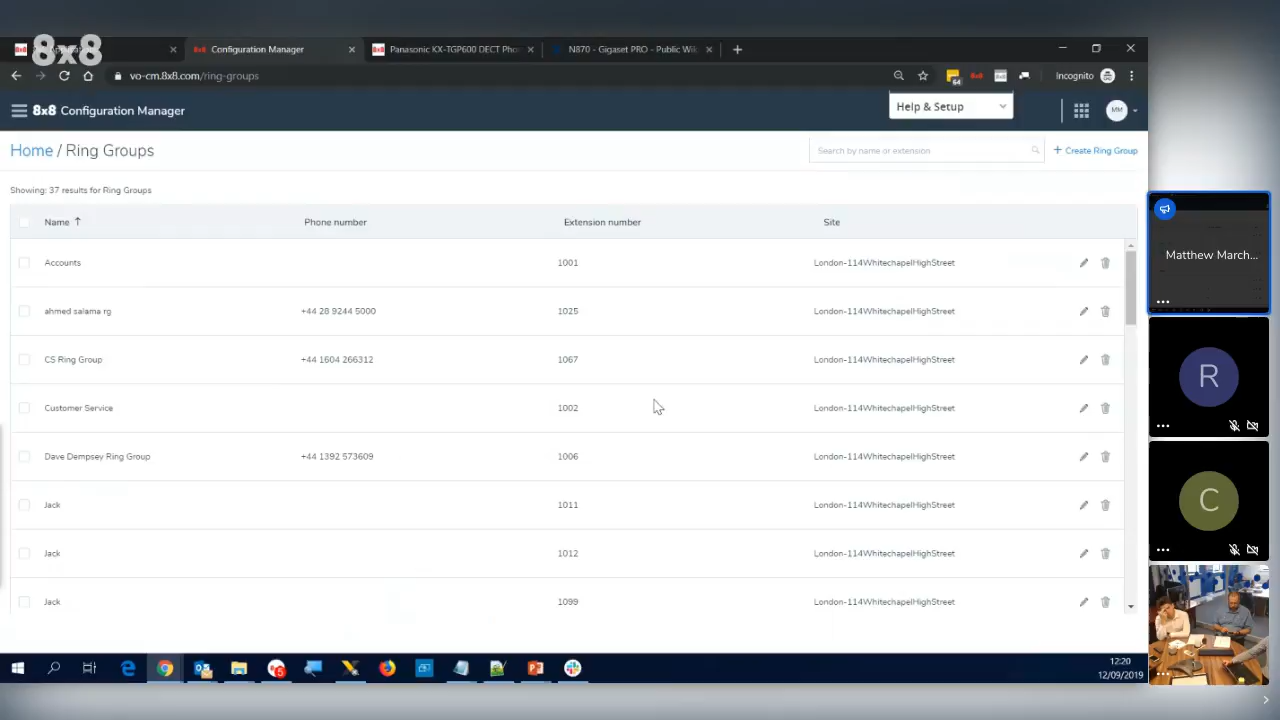 8x8
Configuration Manager
Panasonic KX-TGP600 DECT Pho
N870 - Gigaset PRO - Public Wik
vo-cm.8x8.com/ring-groups
64
Incognito
8x8 Configuration Manager
Help & Setup
MM
Home / Ring Groups
Search by name or extension
+ Create Ring Group
Showing: 37 results for Ring Groups
Name ↑ Phone number Extension number Site
Accounts 1001 London-114WhitechapelHighStreet
ahmed salama rg +44 28 9244 5000 1025 London-114WhitechapelHighStreet
CS Ring Group +44 1604 266312 1067 London-114WhitechapelHighStreet
Customer Service 1002 London-114WhitechapelHighStreet
Dave Dempsey Ring Group +44 1392 573609 1006 London-114WhitechapelHighStreet
Jack 1011 London-114WhitechapelHighStreet
Jack 1012 London-114WhitechapelHighStreet
Jack 1099 London-114WhitechapelHighStreet
Matthew March...
R
C
12:20
12/09/2019